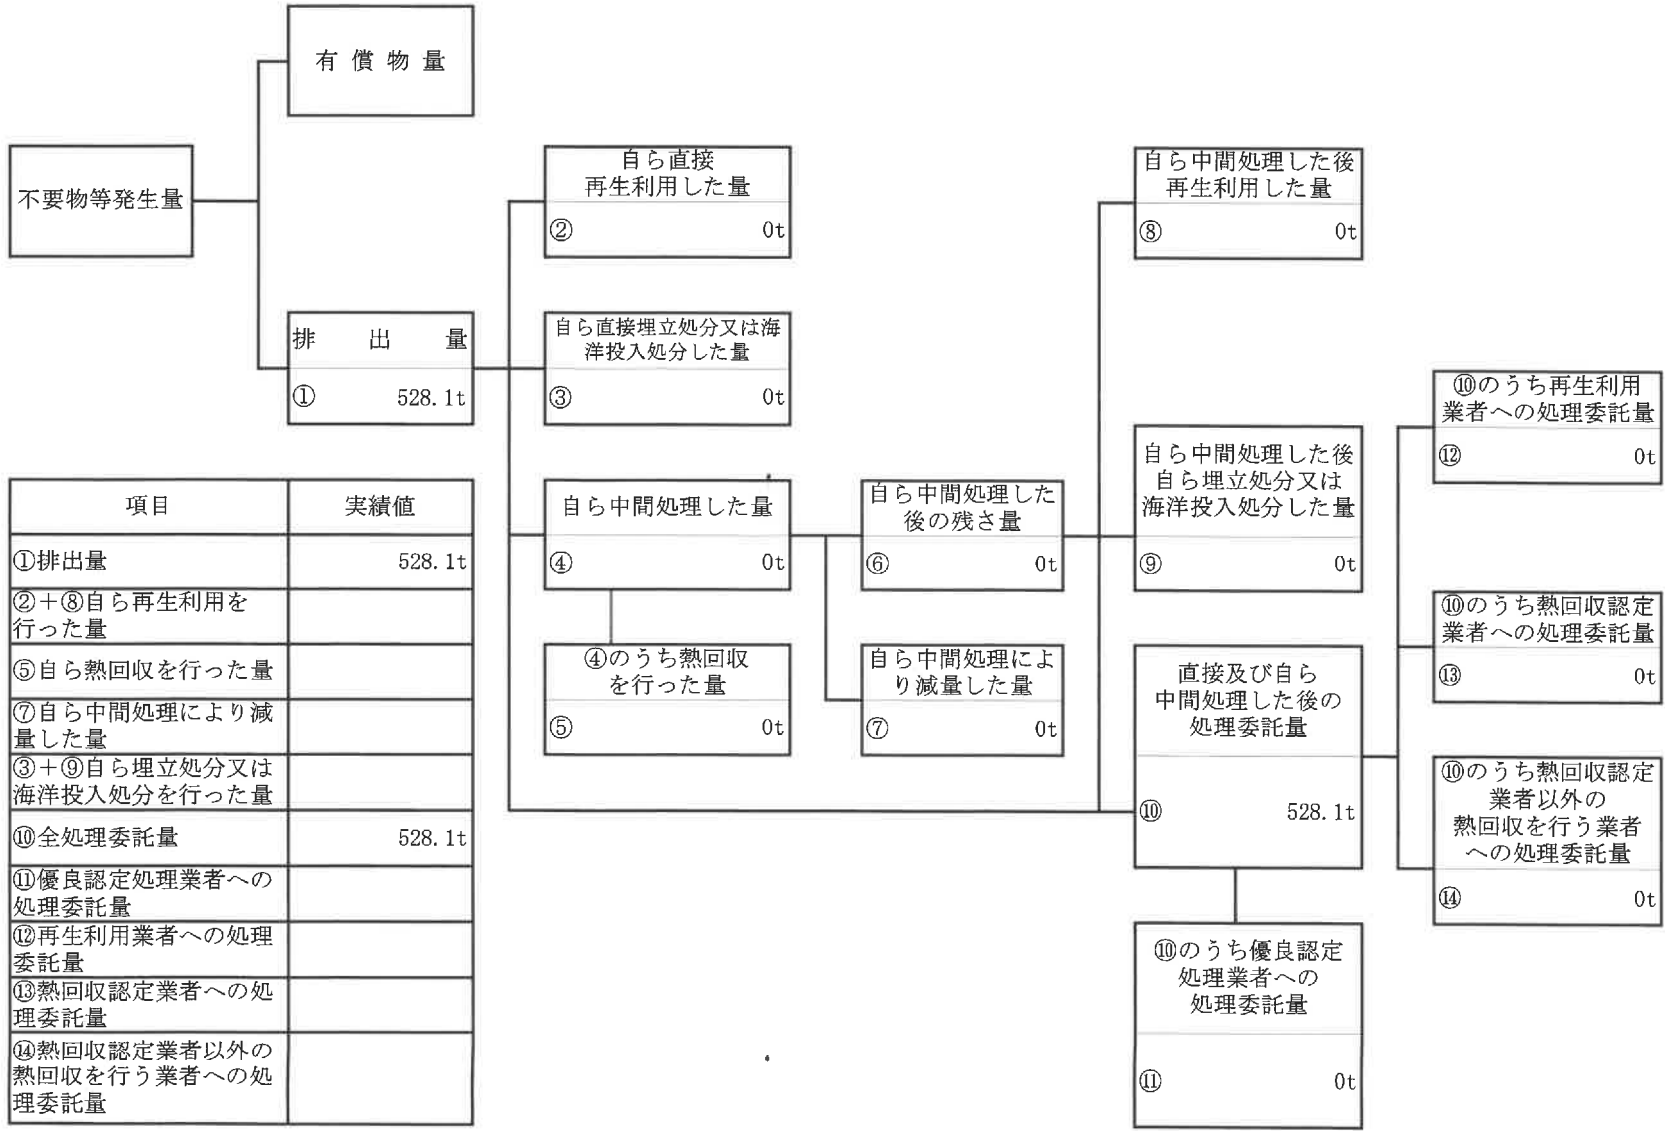 有償物量
不要物等発生量
排出量
① 528.1t
自ら直接
再生利用した量
② 0t
自ら直接埋立処分又は海
洋投入処分した量
③ 0t
自ら中間処理した量
④ 0t
④のうち熱回収
を行った量
⑤ 0t
自ら中間処理した
後の残さ量
⑥ 0t
自ら中間処理によ
り減量した量
⑦ 0t
自ら中間処理した後
再生利用した量
⑧ 0t
自ら中間処理した後
自ら埋立処分又は
海洋投入処分した量
⑨ 0t
直接及び自ら
中間処理した後の
処理委託量
⑩ 528.1t
⑩のうち優良認定
処理業者への
処理委託量
⑪ 0t
⑩のうち再生利用
業者への処理委託量
⑫ 0t
⑩のうち熱回収認定
業者への処理委託量
⑬ 0t
⑩のうち熱回収認定
業者以外の
熱回収を行う業者
への処理委託量
⑭ 0t
項目 実績値
①排出量 528.1t
②＋⑧自ら再生利用を
行った量
⑤自ら熱回収を行った量
⑦自ら中間処理により減
量した量
③＋⑨自ら埋立処分又は
海洋投入処分を行った量
⑩全処理委託量 528.1t
⑪優良認定処理業者への
処理委託量
⑫再生利用業者への処理
委託量
⑬熱回収認定業者への処
理委託量
⑭熱回収認定業者以外の
熱回収を行う業者への処
理委託量